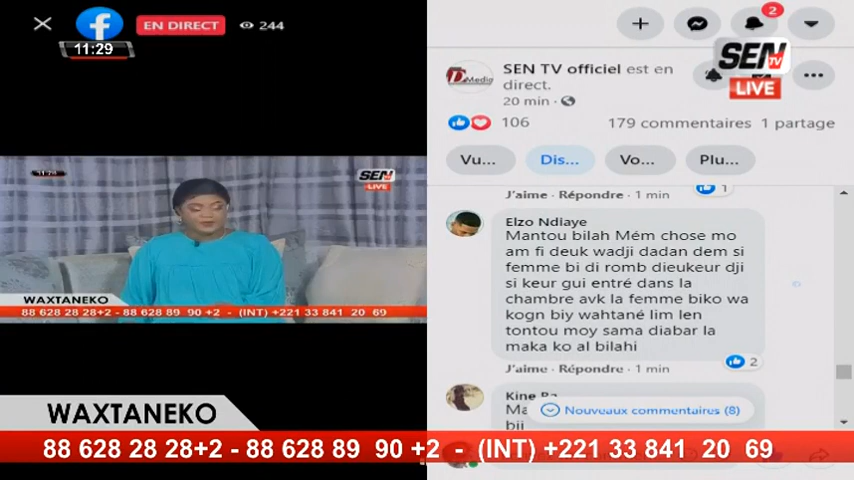 EN DIRECT
244
11:29
SEN
TV
LIVE
WAXTANEKO
88 628 28 28+2 - 88 628 89 90 +2 - (INT) +221 33 841 20 69
2
SEN
TV
LIVE
SEN TV officiel est en
direct.
20 min
106
179 commentaires 1 partage
Vu...
Dis...
Vo...
Plu...
J'aime · Répondre · 1 min
1
Elzo Ndiaye
Mantou bilah Mém chose mo
am fi deuk wadji dadan dem si
femme bi di romb dieukeur dji
si keur gui entré dans la
chambre avk la femme biko wa
kogn biy wahtané lim len
tontou moy sama diabar la
maka ko al bilahi
2
J'aime · Répondre · 1 min
Kine
Nouveaux commentaires (8)
WAXTANEKO
88 628 28 28+2 - 88 628 89 90 +2 - (INT) +221 33 841 20 69